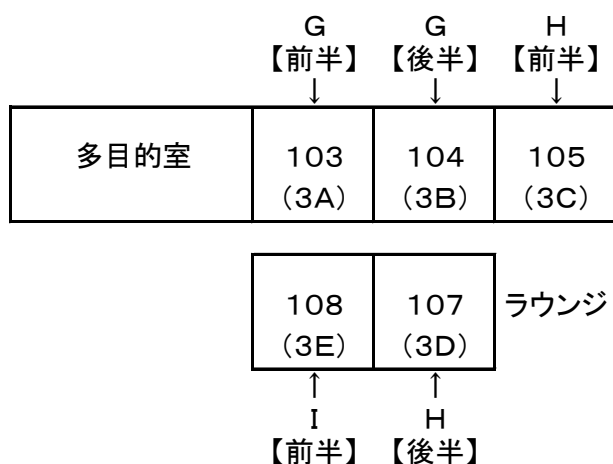 G G H
【前半】 【後半】 【前半】
↓ ↓ ↓
多目的室 103 104 105
(3A) (3B) (3C)
108 107 ラウンジ
(3E) (3D)
↑ ↑
I H
【前半】 【後半】